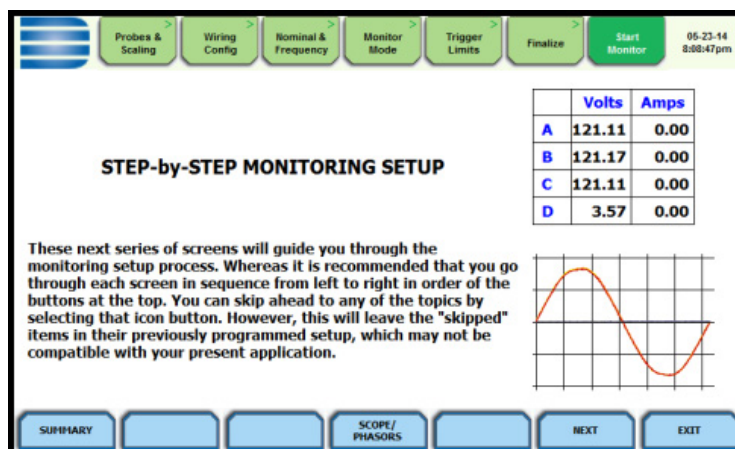 Probes & Scaling > Wiring Config > Nominal & Frequency > Monitor Mode > Trigger Limits > Finalize > Start Monitor 05-23-14
8:08:47pm
Volts Amps
A 121.11 0.00
B 121.17 0.00
C 121.11 0.00
D 3.57 0.00
STEP-by-STEP MONITORING SETUP
These next series of screens will guide you through the
monitoring setup process. Whereas it is recommended that you go
through each screen in sequence from left to right in order of the
buttons at the top. You can skip ahead to any of the topics by
selecting that icon button. However, this will leave the "skipped"
items in their previously programmed setup, which may not be
compatible with your present application.
SUMMARY
SCOPE/
PHASORS
NEXT
EXIT